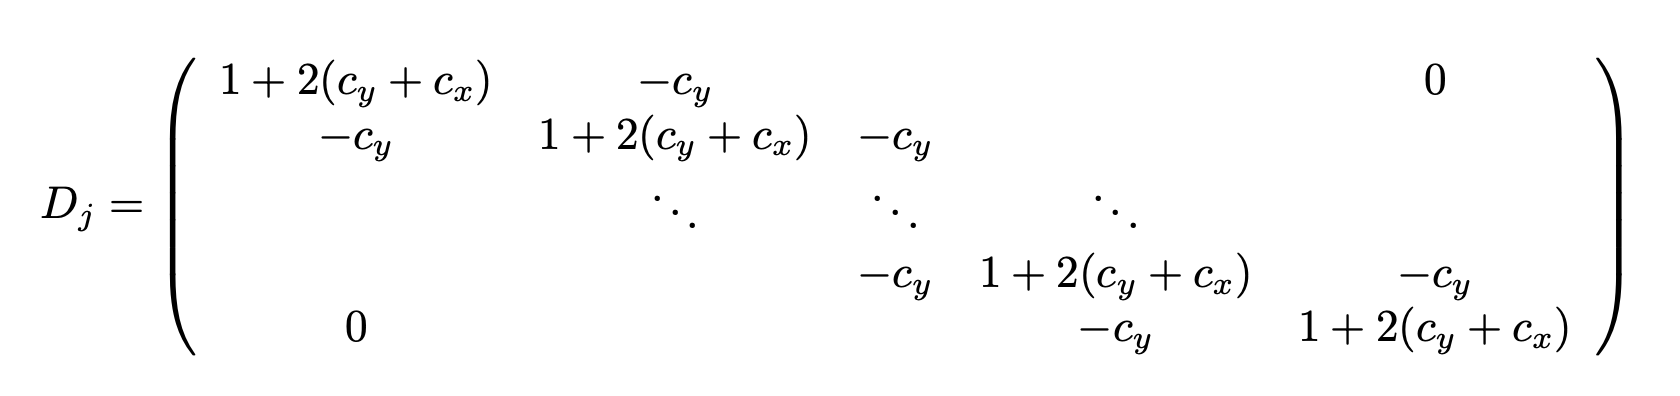 1 + 2(c_y + c_x) −c_y 0
−c_y 1 + 2(c_y + c_x) −c_y
D_j = ⋱ ⋱ ⋱
−c_y 1 + 2(c_y + c_x) −c_y
0 −c_y 1 + 2(c_y + c_x)